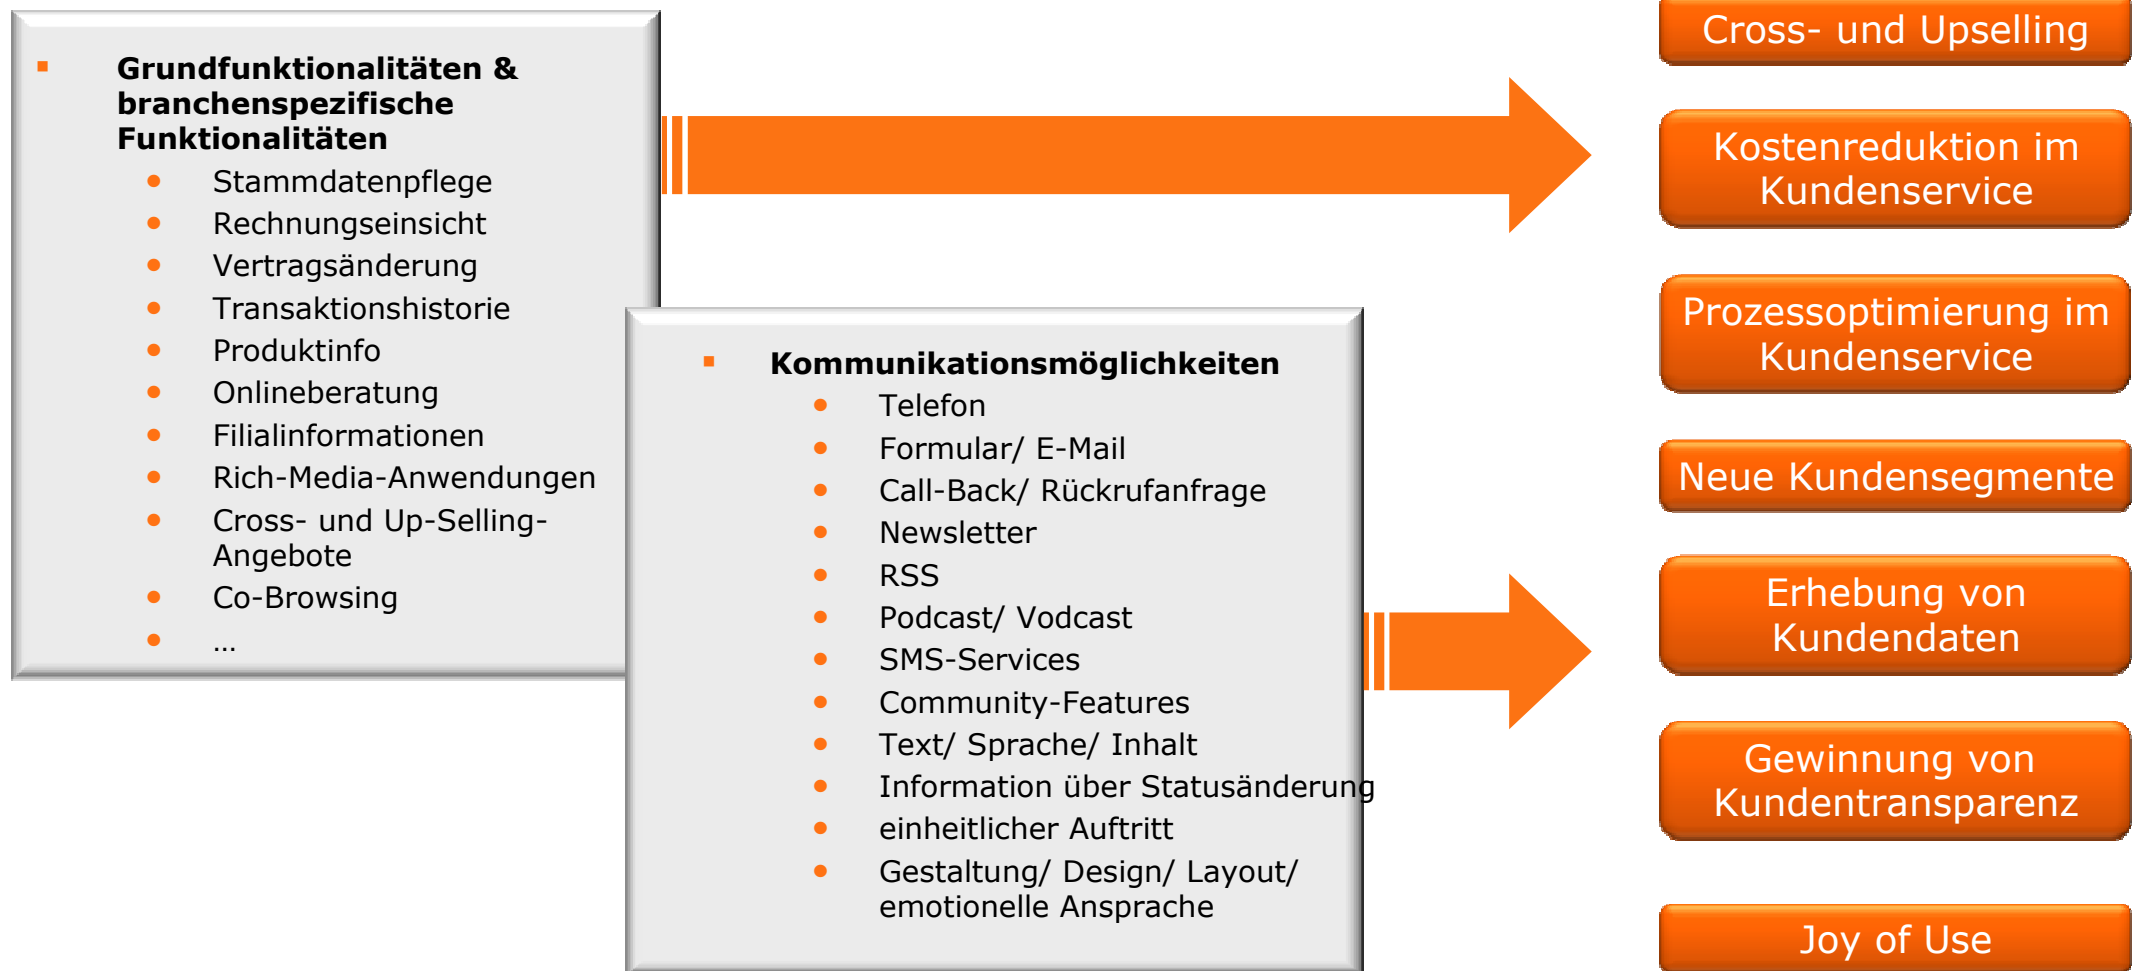 Grundfunktionalitäten &
branchenspezifische
Funktionalitäten
Stammdatenpflege
Rechnungseinsicht
Vertragsänderung
Transaktionshistorie
Produktinfo
Onlineberatung
Filialinformationen
Rich-Media-Anwendungen
Cross- und Up-Selling-
Angebote
Co-Browsing
…
Kommunikationsmöglichkeiten
Telefon
Formular/ E-Mail
Call-Back/ Rückrufanfrage
Newsletter
RSS
Podcast/ Vodcast
SMS-Services
Community-Features
Text/ Sprache/ Inhalt
Information über Statusänderung
einheitlicher Auftritt
Gestaltung/ Design/ Layout/
emotionelle Ansprache
Cross- und Upselling
Kostenreduktion im
Kundenservice
Prozessoptimierung im
Kundenservice
Neue Kundensegmente
Erhebung von
Kundendaten
Gewinnung von
Kundentransparenz
Joy of Use